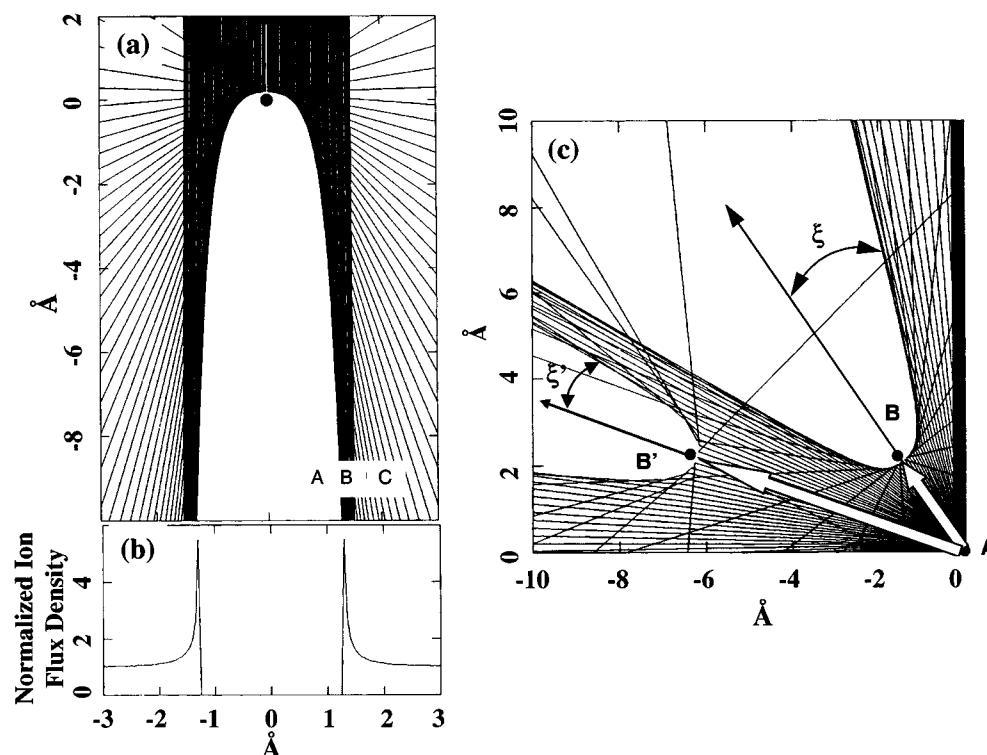 (a)
2
0
-2
-4
-6
-8
Å
A B C
(b)
Normalized Ion
Flux Density
4
2
0
-3 -2 -1 0 1 2 3
Å
(c)
10
8
6
4
2
0
Å
ξ
ξ'
B
B'
A
-10 -8 -6 -4 -2 0
Å